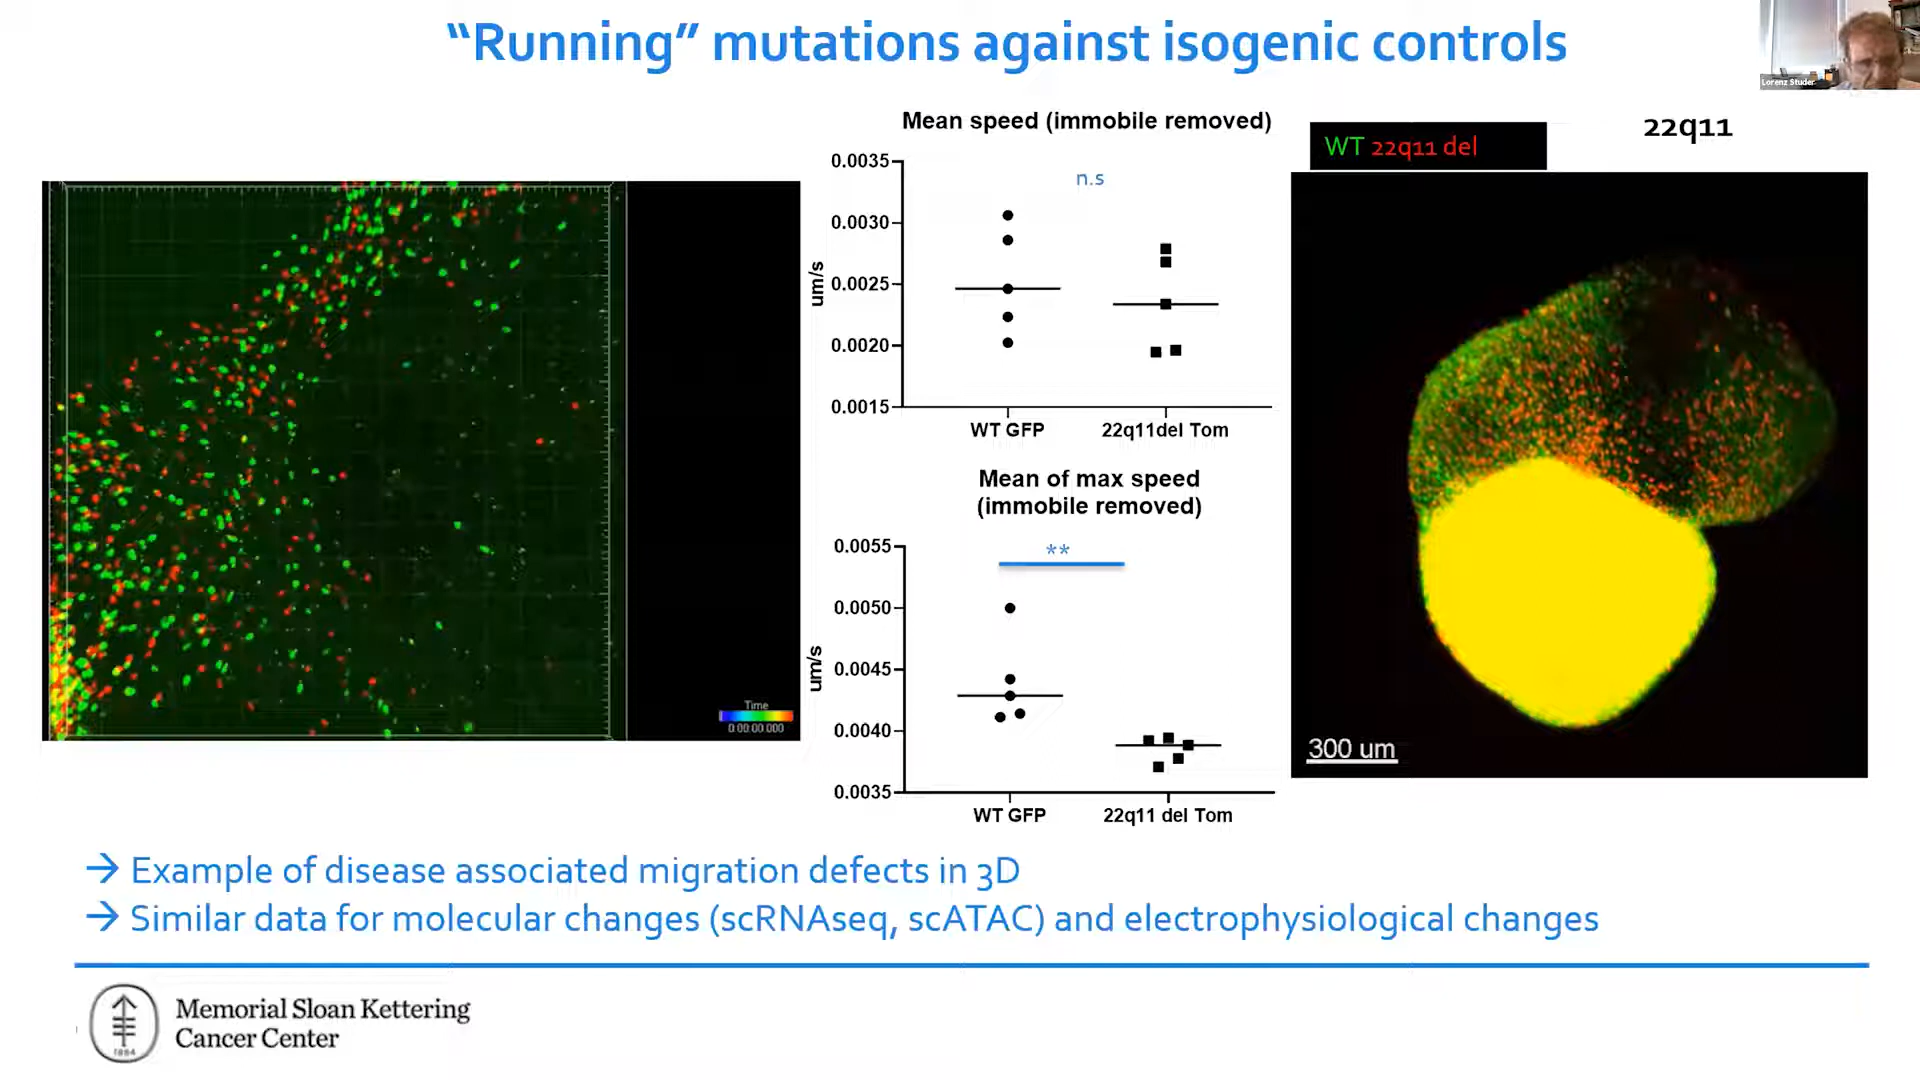 “Running” mutations against isogenic controls
Lorenz Studer
Mean speed (immobile removed)
n.s
um/s
0.0035
0.0030
0.0025
0.0020
0.0015
WT GFP
22q11del Tom
Mean of max speed
(immobile removed)
**
um/s
0.0055
0.0050
0.0045
0.0040
0.0035
WT GFP
22q11 del Tom
WT 22q11 del
22q11
300 um
Time
0:00:00.000
→ Example of disease associated migration defects in 3D
→ Similar data for molecular changes (scRNAseq, scATAC) and electrophysiological changes
1884
Memorial Sloan Kettering
Cancer Center